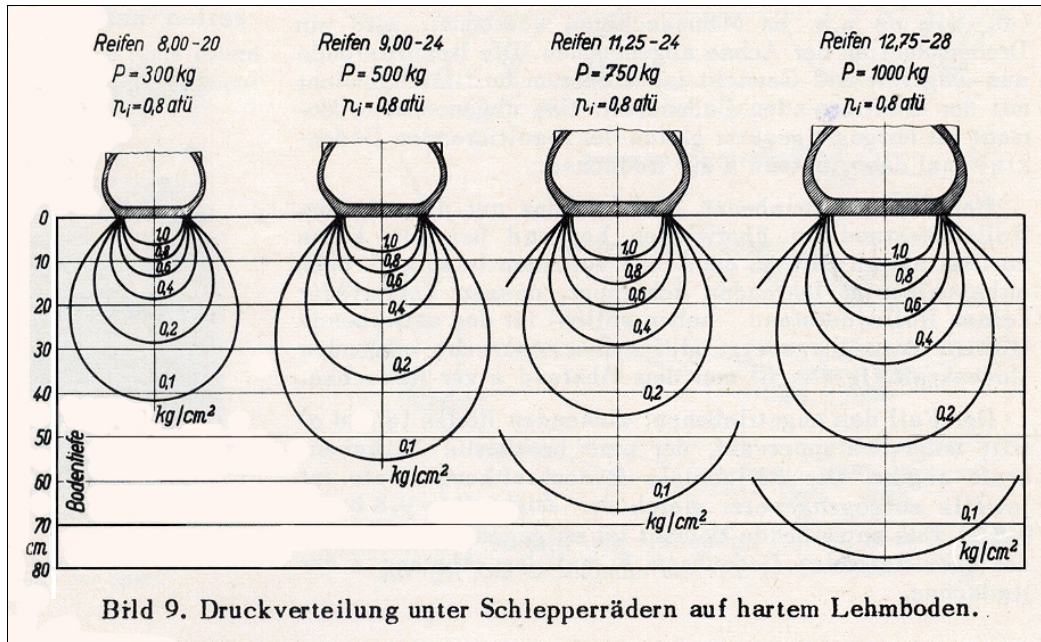 Reifen 8,00–20
P = 300 kg
pi = 0,8 atü
Reifen 9,00–24
P = 500 kg
pi = 0,8 atü
Reifen 11,25–24
P = 750 kg
pi = 0,8 atü
Reifen 12,75–28
P = 1000 kg
pi = 0,8 atü
0
10
20
30
40
50
60
70
cm
80
Bodentiefe
1,0
0,8
0,6
0,4
0,2
0,1
kg/cm²
1,0
0,8
0,6
0,4
0,2
0,1
kg/cm²
1,0
0,8
0,6
0,4
0,2
0,1
kg/cm²
1,0
0,8
0,6
0,4
0,2
0,1
kg/cm²
Bild 9. Druckverteilung unter Schlepperrädern auf hartem Lehmboden.